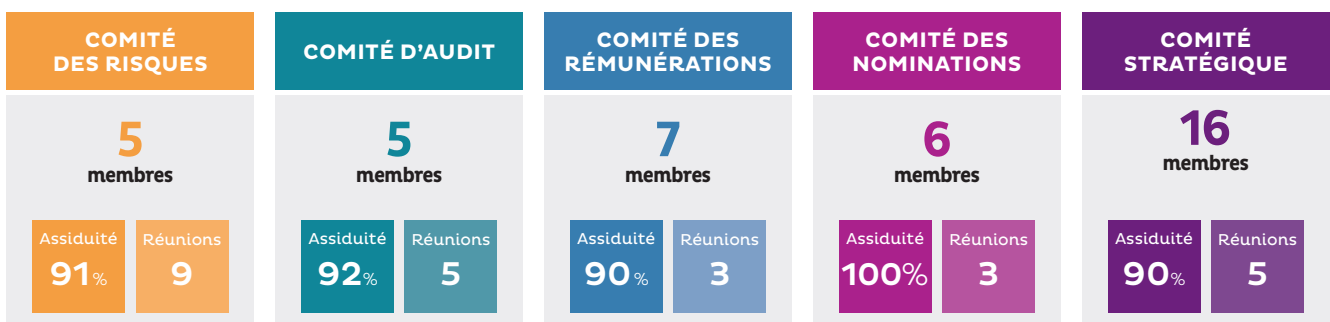 COMITÉ
DES RISQUES
5
membres
Assiduité
91%
Réunions
9
COMITÉ D'AUDIT
5
membres
Assiduité
92%
Réunions
5
COMITÉ DES
RÉMUNÉRATIONS
7
membres
Assiduité
90%
Réunions
3
COMITÉ DES
NOMINATIONS
6
membres
Assiduité
100%
Réunions
3
COMITÉ
STRATÉGIQUE
16
membres
Assiduité
90%
Réunions
5